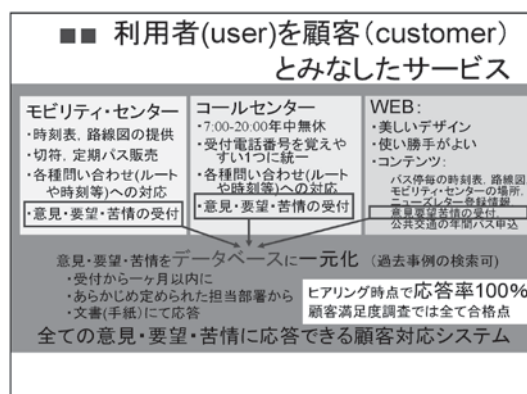 ■■ 利用者(user)を顧客(customer)
とみなしたサービス
モビリティ・センター
・時刻表，路線図の提供
・切符，定期パス販売
・各種問い合わせ(ルート
や時刻等)への対応
・意見・要望・苦情の受付
コールセンター
・7:00-20:00年中無休
・受付電話番号を覚えや
すい1つに統一
・各種問い合わせ(ルート
や時刻等)への対応
・意見・要望・苦情の受付
WEB：
・美しいデザイン
・使い勝手がよい
・コンテンツ：
バス停毎の時刻表，路線図
モビリティ・センターの場所，
ニューズレター登録情報，
意見要望苦情の受付，
公共交通の年間パス申込
意見・要望・苦情をデータベースに一元化 (過去事例の検索可)
・受付から一ヶ月以内に
・あらかじめ定められた担当部署から
・文書(手紙)にて応答
ヒアリング時点で応答率100%
顧客満足度調査では全て合格点
全ての意見・要望・苦情に応答できる顧客対応システム